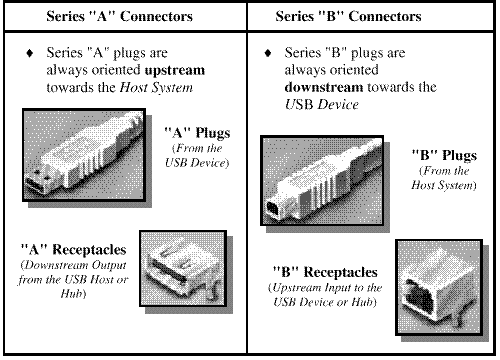 Series "A" Connectors
♦ Series "A" plugs are
always oriented upstream
towards the Host System
"A" Plugs
(From the
USB Device)
"A" Receptacles
(Downstream Output
from the USB Host or
Hub)
Series "B" Connectors
♦ Series "B" plugs are
always oriented
downstream towards the
USB Device
"B" Plugs
(From the
Host System)
"B" Receptacles
(Upstream Input to the
USB Device or Hub)